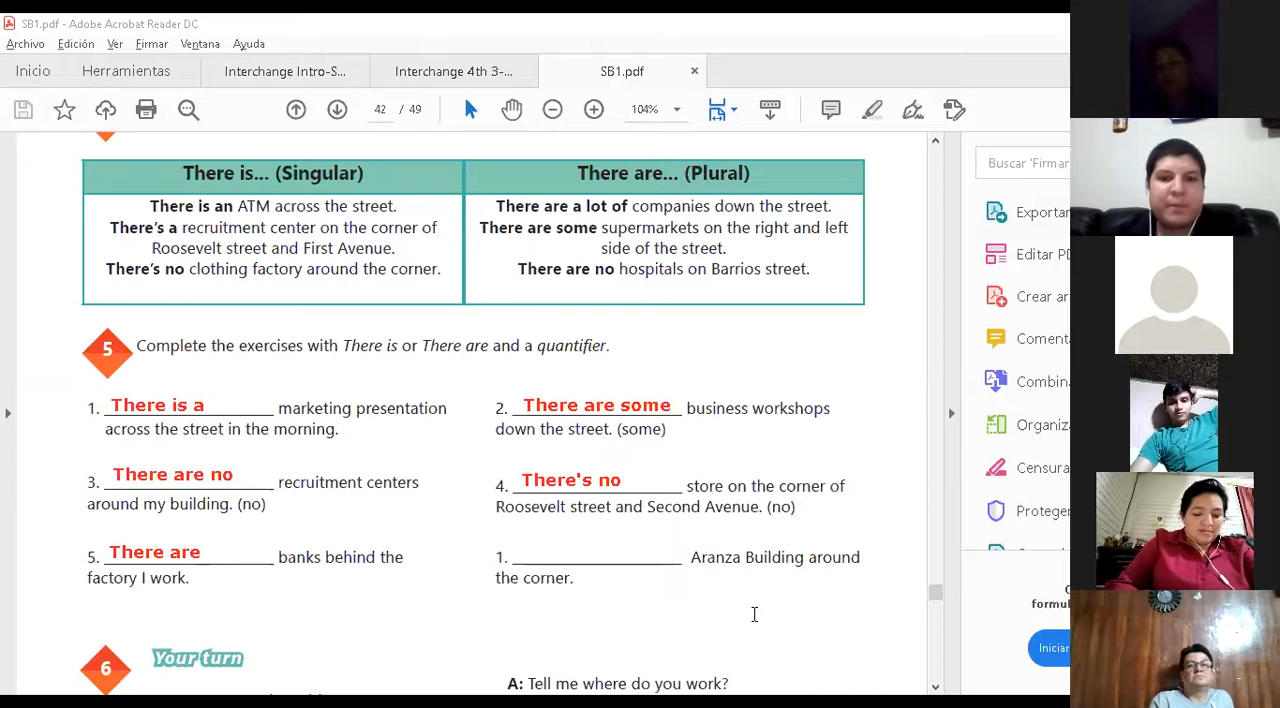 SB1.pdf - Adobe Acrobat Reader DC
Archivo Edición Ver Firmar Ventana Ayuda
Inicio Herramientas Interchange Intro-S... Interchange 4th 3-... SB1.pdf ×
42 / 49 104%
There is... (Singular) There are... (Plural)
There is an ATM across the street.
There's a recruitment center on the corner of
Roosevelt street and First Avenue.
There's no clothing factory around the corner.
There are a lot of companies down the street.
There are some supermarkets on the right and left
side of the street.
There are no hospitals on Barrios street.
5 Complete the exercise with There is or There are and a quantifier.
1. There is a marketing presentation
across the street in the morning.
2. There are some business workshops
down the street. (some)
3. There are no recruitment centers
around my building. (no)
4. There's no store on the corner of
Roosevelt street and Second Avenue. (no)
5. There are banks behind the
factory I work.
1. Aranza Building around
the corner.
6 Your turn
A: Tell me where do you work?
Buscar 'Firmar
Exportar
Editar PD
Crear ar
Coment
Combin
Organiz
Censura
Proteger
formul
Iniciar